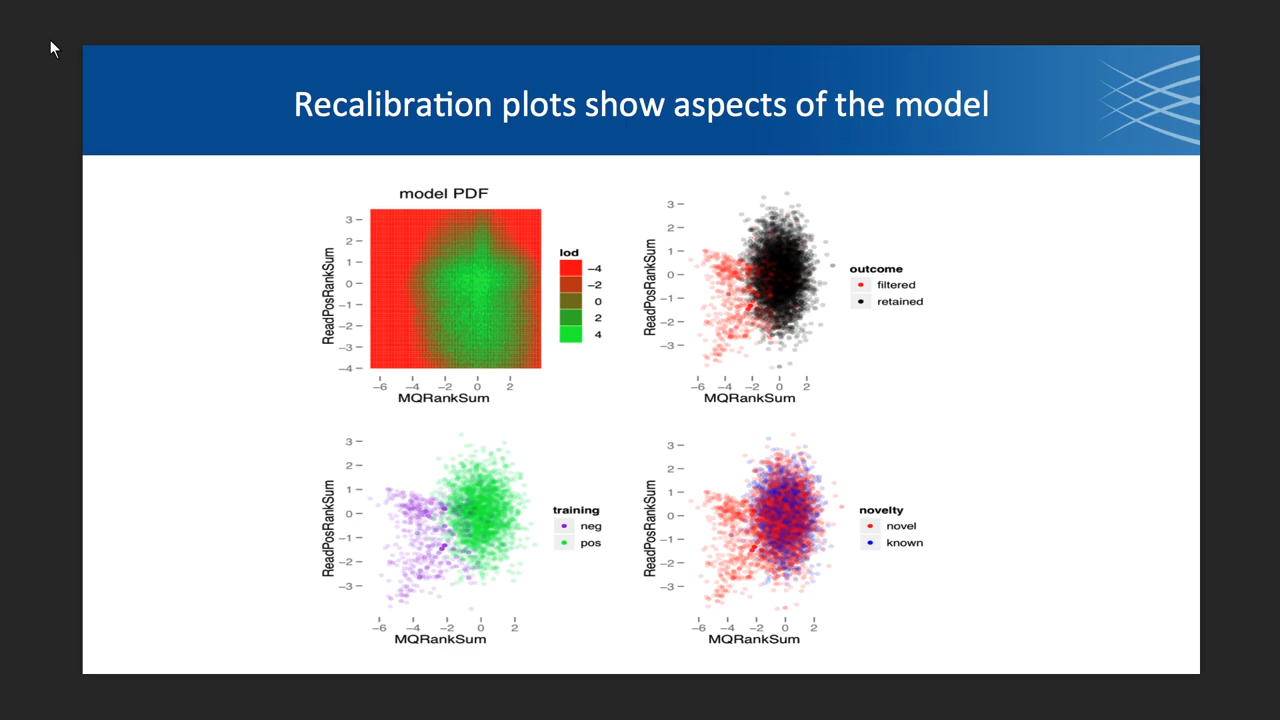 Recalibration plots show aspects of the model
model PDF
ReadPosRankSum
3
2
1
0
−1
−2
−3
−4
−6 −4 −2 0 2
MQRankSum
lod
−4
−2
0
2
4
ReadPosRankSum
3
2
1
0
−1
−2
−3
−6 −4 −2 0 2
MQRankSum
outcome
filtered
retained
ReadPosRankSum
3
2
1
0
−1
−2
−3
−6 −4 −2 0 2
MQRankSum
training
neg
pos
ReadPosRankSum
3
2
1
0
−1
−2
−3
−6 −4 −2 0 2
MQRankSum
novelty
novel
known